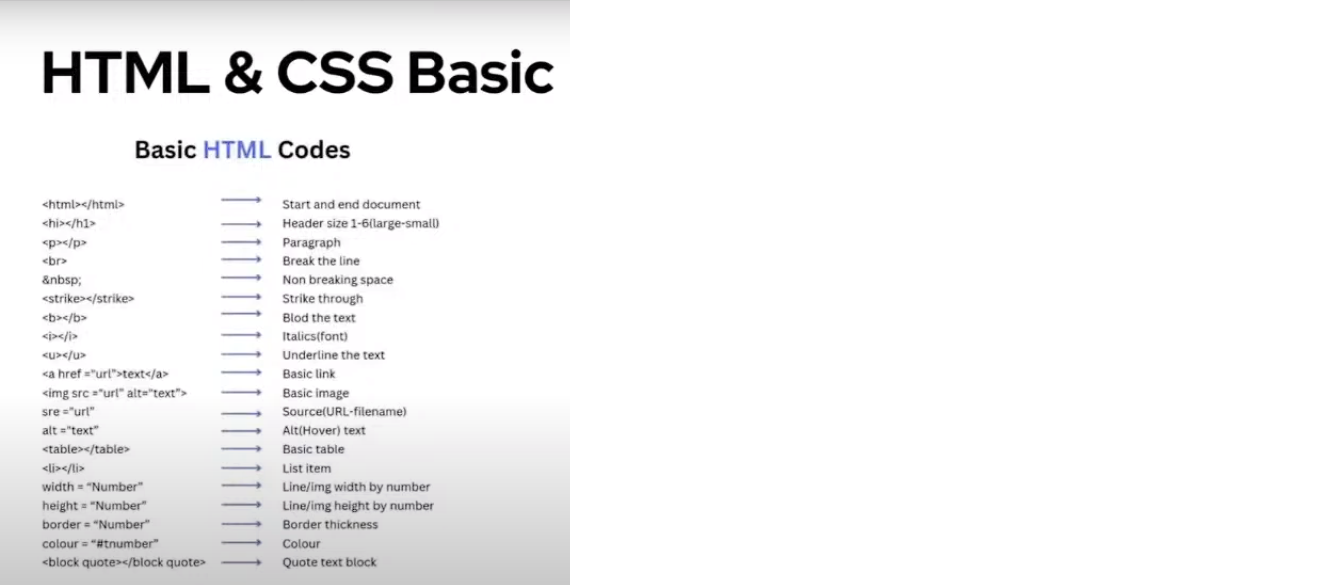 HTML & CSS Basic
Basic HTML Codes
<html></html> Start and end document
<hi></h1> Header size 1-6(large-small)
<p></p> Paragraph
<br> Break the line
&nbsp; Non breaking space
<strike></strike> Strike through
<b></b> Blod the text
<i></i> Italics(font)
<u></u> Underline the text
<a href ="url">text</a> Basic link
<img src ="url" alt="text"> Basic image
sre ="url" Source(URL-filename)
alt ="text" Alt(Hover) text
<table></table> Basic table
<li></li> List item
width = "Number" Line/img width by number
height = "Number" Line/img height by number
border = "Number" Border thickness
colour = "#tnumber" Colour
<block quote></block quote> Quote text block